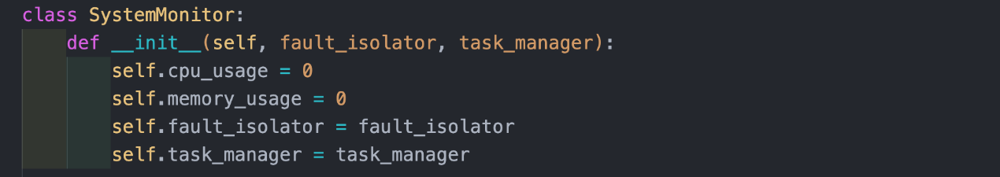 class SystemMonitor:
    def __init__(self, fault_isolator, task_manager):
        self.cpu_usage = 0
        self.memory_usage = 0
        self.fault_isolator = fault_isolator
        self.task_manager = task_manager